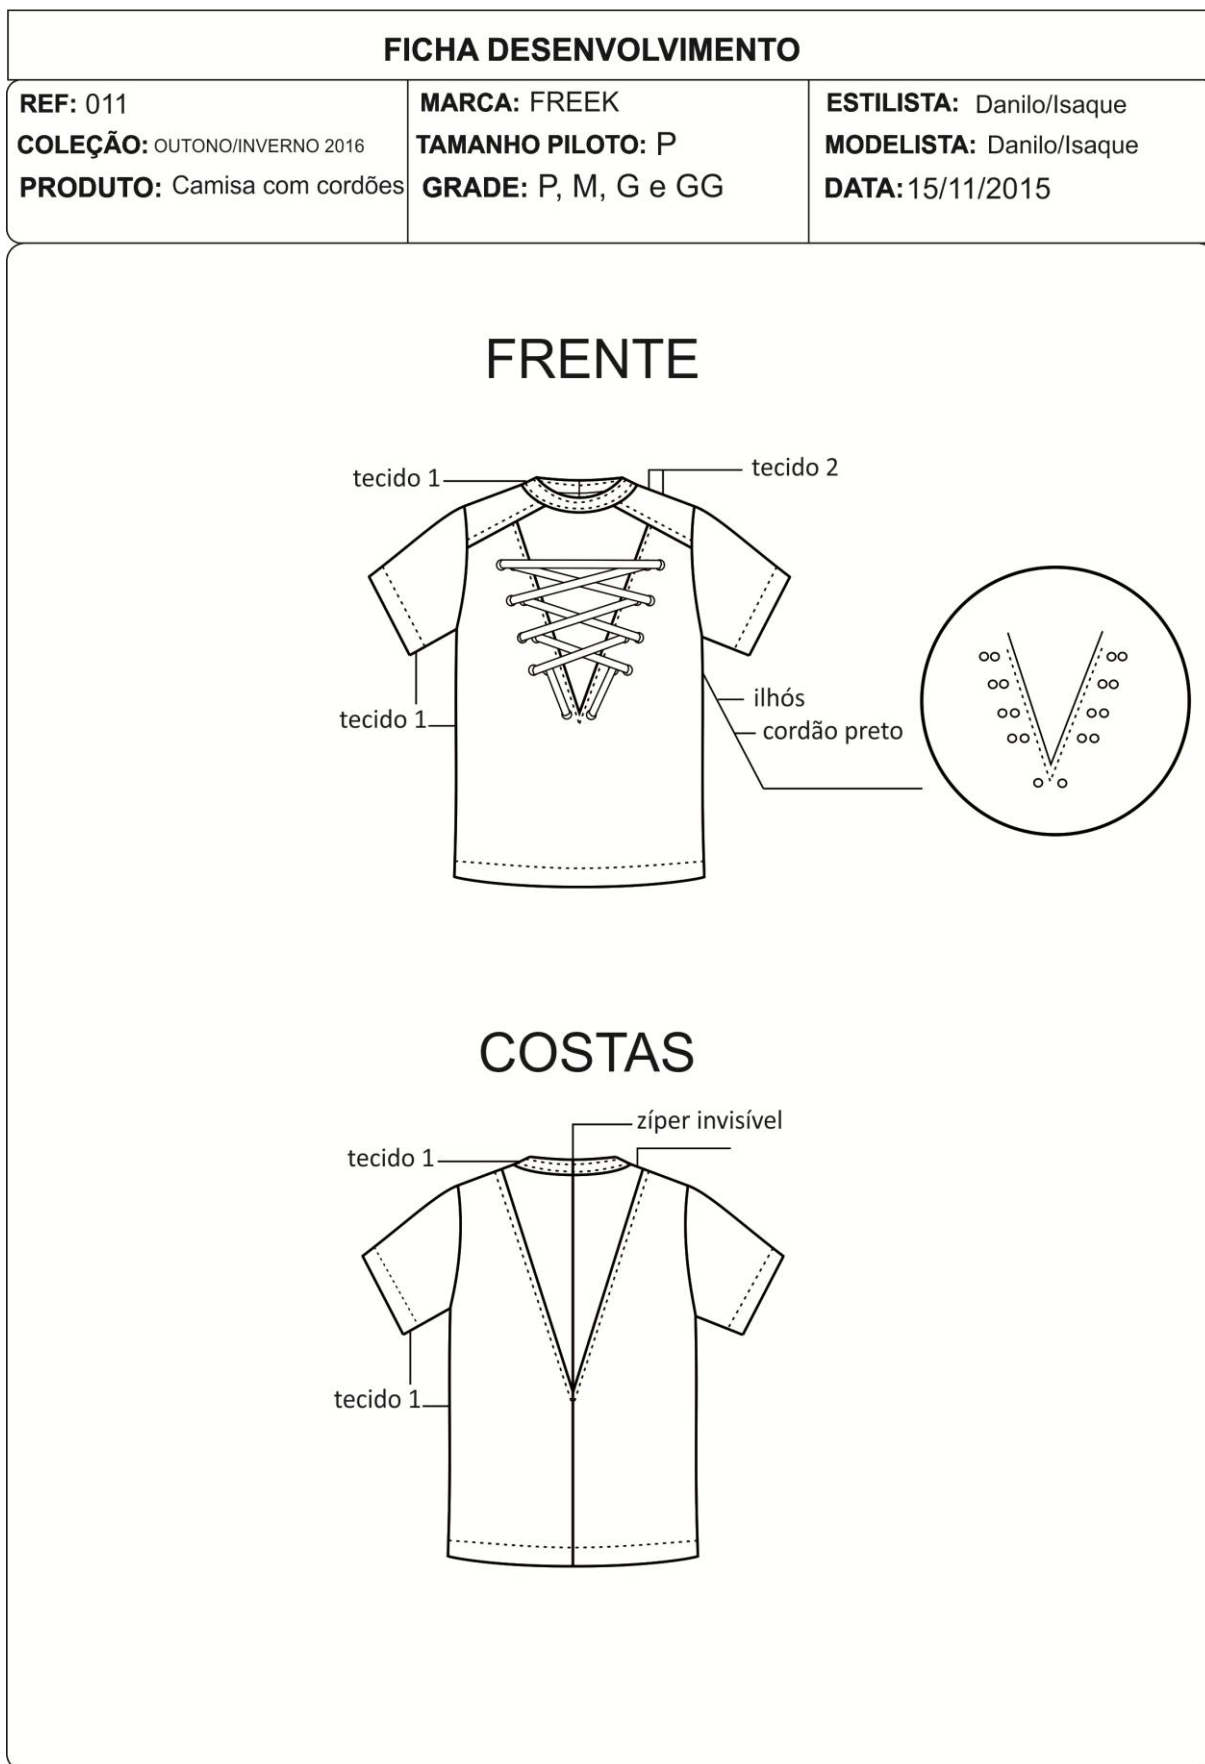 FICHA DESENVOLVIMENTO
REF: 011
COLEÇÃO: OUTONO/INVERNO 2016
PRODUTO: Camisa com cordões
MARCA: FREEK
TAMANHO PILOTO: P
GRADE: P, M, G e GG
ESTILISTA: Danilo/Isaque
MODELISTA: Danilo/Isaque
DATA: 15/11/2015
FRENTE
tecido 1
tecido 2
tecido 1
ilhós
cordão preto
COSTAS
zíper invisível
tecido 1
tecido 1